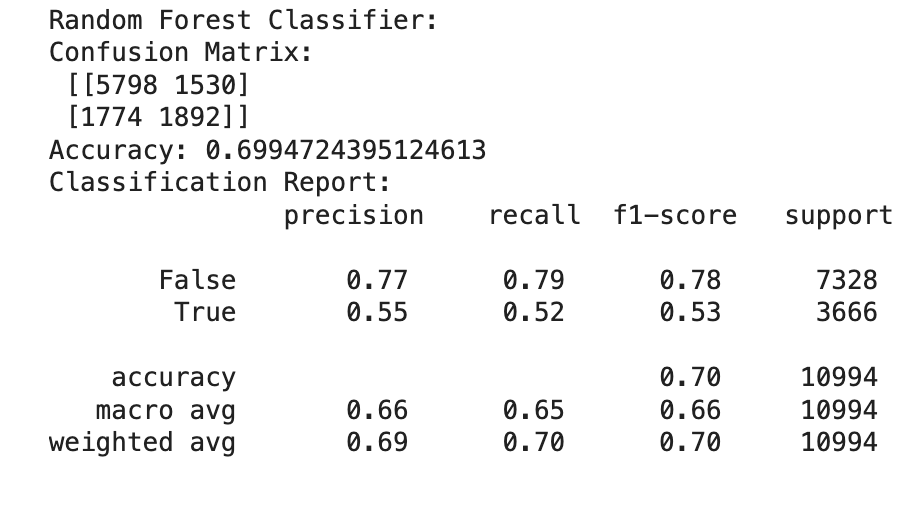 Random Forest Classifier:
Confusion Matrix:
[[5798 1530]
[1774 1892]]
Accuracy: 0.6994724395124613
Classification Report:
precision recall f1-score support
False 0.77 0.79 0.78 7328
True 0.55 0.52 0.53 3666
accuracy 0.70 10994
macro avg 0.66 0.65 0.66 10994
weighted avg 0.69 0.70 0.70 10994